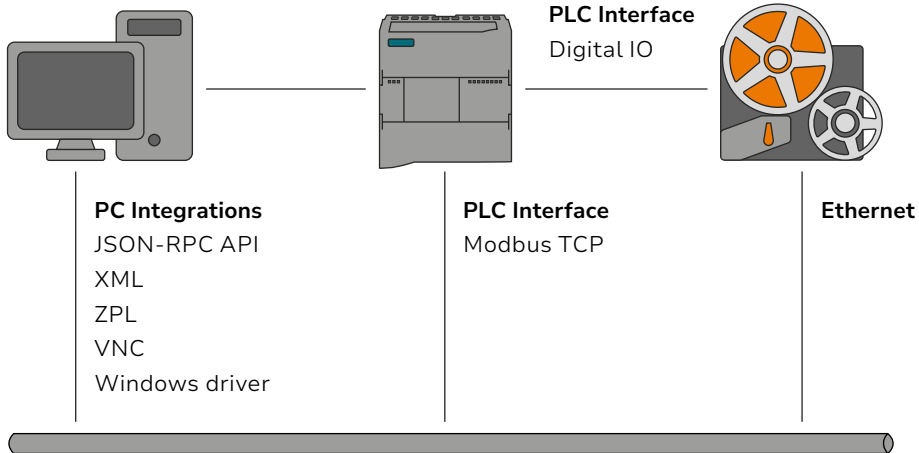 PLC Interface
Digital IO
PC Integrations
JSON-RPC API
XML
ZPL
VNC
Windows driver
PLC Interface
Modbus TCP
Ethernet